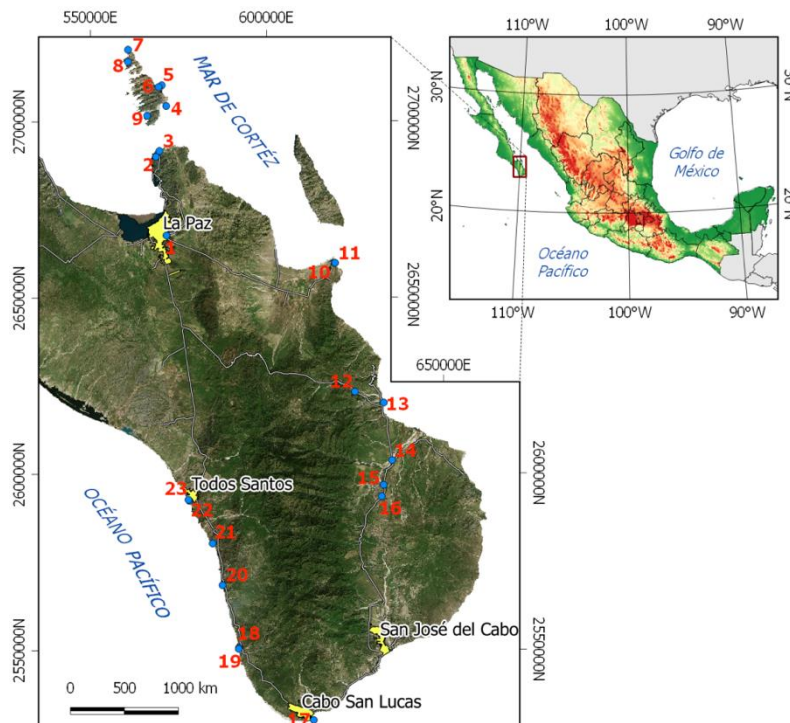 550000E
600000E
7
8
5
6
4
9
MAR DE CORTÉZ
2700000N
3
2
La Paz
1
11
10
2650000N
2650000N
650000E
12
13
14
15
16
2600000N
2600000N
Todos Santos
23
22
21
20
OCÉANO PACÍFICO
18
19
San José del Cabo
2550000N
2550000N
Cabo San Lucas
17
0 500 1000 km
110°W 100°W 90°W
30°N
30°N
20°N
20°N
Golfo de
México
Océano
Pacífico
110°W 100°W 90°W
2700000N